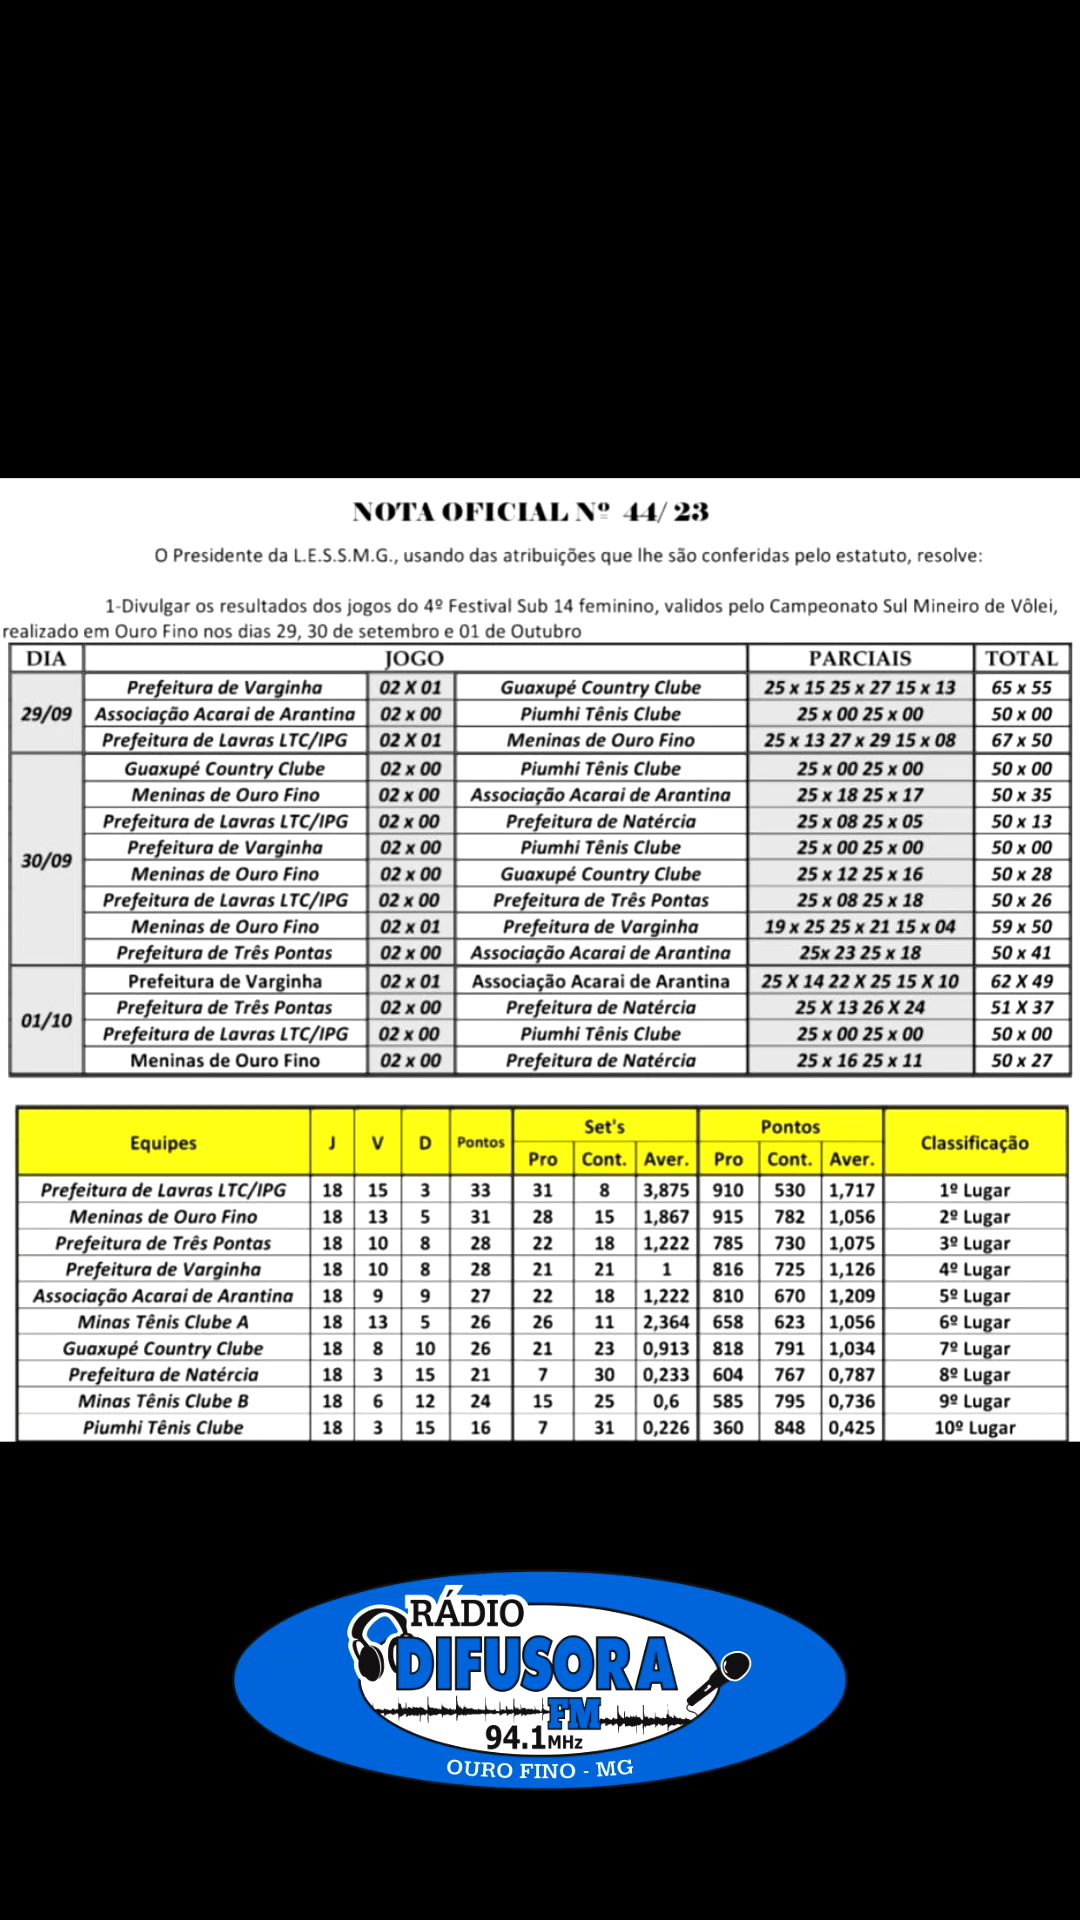 NOTA OFICIAL Nº 44/ 23
O Presidente da L.E.S.S.M.G., usando das atribuições que lhe são conferidas pelo estatuto, resolve:
1-Divulgar os resultados dos jogos do 4º Festival Sub 14 feminino, validos pelo Campeonato Sul Mineiro de Vôlei,
realizado em Ouro Fino nos dias 29, 30 de setembro e 01 de Outubro
DIA JOGO PARCIAIS TOTAL
29/09
Prefeitura de Varginha 02 X 01 Guaxupé Country Clube 25 x 15 25 x 27 15 x 13 65 x 55
Associação Acarai de Arantina 02 x 00 Piumhi Tênis Clube 25 x 00 25 x 00 50 x 00
Prefeitura de Lavras LTC/IPG 02 X 01 Meninas de Ouro Fino 25 x 13 27 x 29 15 x 08 67 x 50
30/09
Guaxupé Country Clube 02 x 00 Piumhi Tênis Clube 25 x 00 25 x 00 50 x 00
Meninas de Ouro Fino 02 x 00 Associação Acarai de Arantina 25 x 18 25 x 17 50 x 35
Prefeitura de Lavras LTC/IPG 02 x 00 Prefeitura de Natércia 25 x 08 25 x 05 50 x 13
Prefeitura de Varginha 02 x 00 Piumhi Tênis Clube 25 x 00 25 x 00 50 x 00
Meninas de Ouro Fino 02 x 00 Guaxupé Country Clube 25 x 12 25 x 16 50 x 28
Prefeitura de Lavras LTC/IPG 02 x 00 Prefeitura de Três Pontas 25 x 08 25 x 18 50 x 26
Meninas de Ouro Fino 02 x 01 Prefeitura de Varginha 19 x 25 25 x 21 15 x 04 59 x 50
Prefeitura de Três Pontas 02 x 00 Associação Acarai de Arantina 25x 23 25 x 18 50 x 41
01/10
Prefeitura de Varginha 02 x 01 Associação Acarai de Arantina 25 X 14 22 X 25 15 X 10 62 X 49
Prefeitura de Três Pontas 02 x 00 Prefeitura de Natércia 25 X 13 26 X 24 51 X 37
Prefeitura de Lavras LTC/IPG 02 x 00 Piumhi Tênis Clube 25 x 00 25 x 00 50 x 00
Meninas de Ouro Fino 02 x 00 Prefeitura de Natércia 25 x 16 25 x 11 50 x 27
Equipes J V D Pontos Set's Pontos Classificação
Pro Cont. Aver. Pro Cont. Aver.
Prefeitura de Lavras LTC/IPG 18 15 3 33 31 8 3,875 910 530 1,717 1º Lugar
Meninas de Ouro Fino 18 13 5 31 28 15 1,867 915 782 1,056 2º Lugar
Prefeitura de Três Pontas 18 10 8 28 22 18 1,222 785 730 1,075 3º Lugar
Prefeitura de Varginha 18 10 8 28 21 21 1 816 725 1,126 4º Lugar
Associação Acarai de Arantina 18 9 9 27 22 18 1,222 810 670 1,209 5º Lugar
Minas Tênis Clube A 18 13 5 26 26 11 2,364 658 623 1,056 6º Lugar
Guaxupé Country Clube 18 8 10 26 21 23 0,913 818 791 1,034 7º Lugar
Prefeitura de Natércia 18 3 15 21 7 30 0,233 604 767 0,787 8º Lugar
Minas Tênis Clube B 18 6 12 24 15 25 0,6 585 795 0,736 9º Lugar
Piumhi Tênis Clube 18 3 15 16 7 31 0,226 360 848 0,425 10º Lugar
RÁDIO
DIFUSORA
FM
94.1MHz
OURO FINO - MG